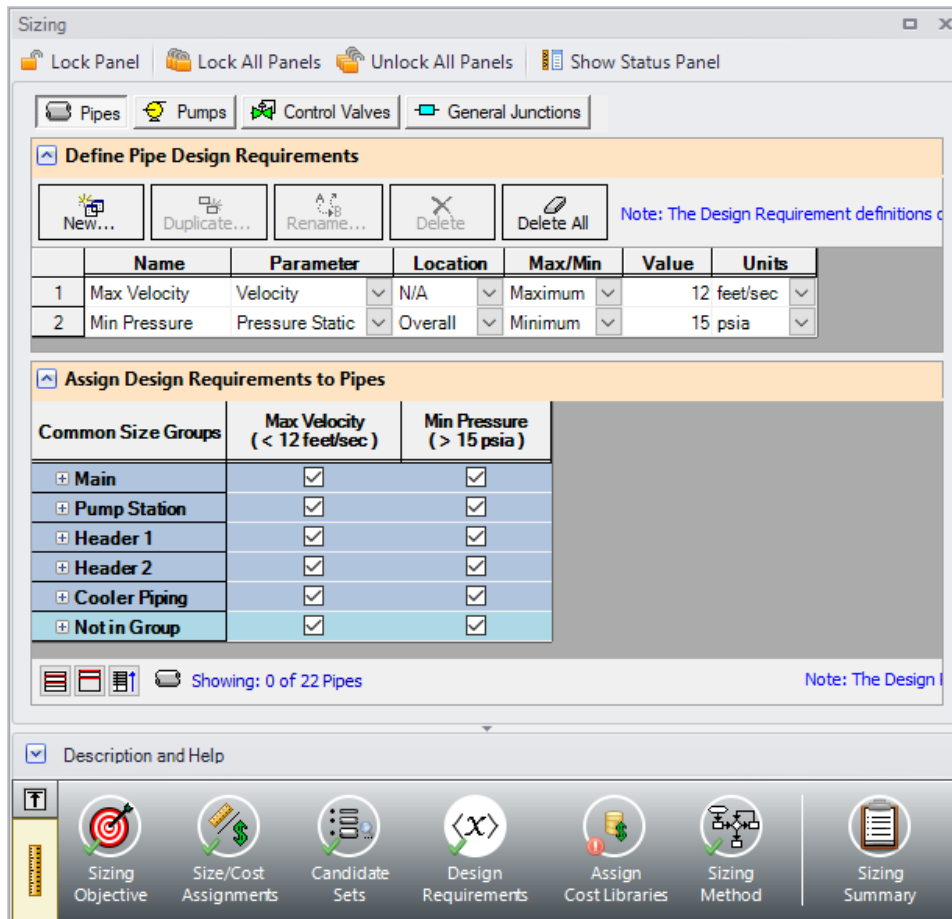 Sizing
Lock Panel Lock All Panels Unlock All Panels Show Status Panel
Pipes Pumps Control Valves General Junctions
Define Pipe Design Requirements
New... Duplicate... Rename... Delete Delete All Note: The Design Requirement definitions
Name Parameter Location Max/Min Value Units
1 Max Velocity Velocity N/A Maximum 12 feet/sec
2 Min Pressure Pressure Static Overall Minimum 15 psia
Assign Design Requirements to Pipes
Common Size Groups Max Velocity Min Pressure
( < 12 feet/sec ) ( > 15 psia )
Main
Pump Station
Header 1
Header 2
Cooler Piping
Not in Group
Showing: 0 of 22 Pipes Note: The Design
Description and Help
Sizing Size/Cost Candidate Design Assign Sizing Sizing
Objective Assignments Sets Requirements Cost Libraries Method Summary